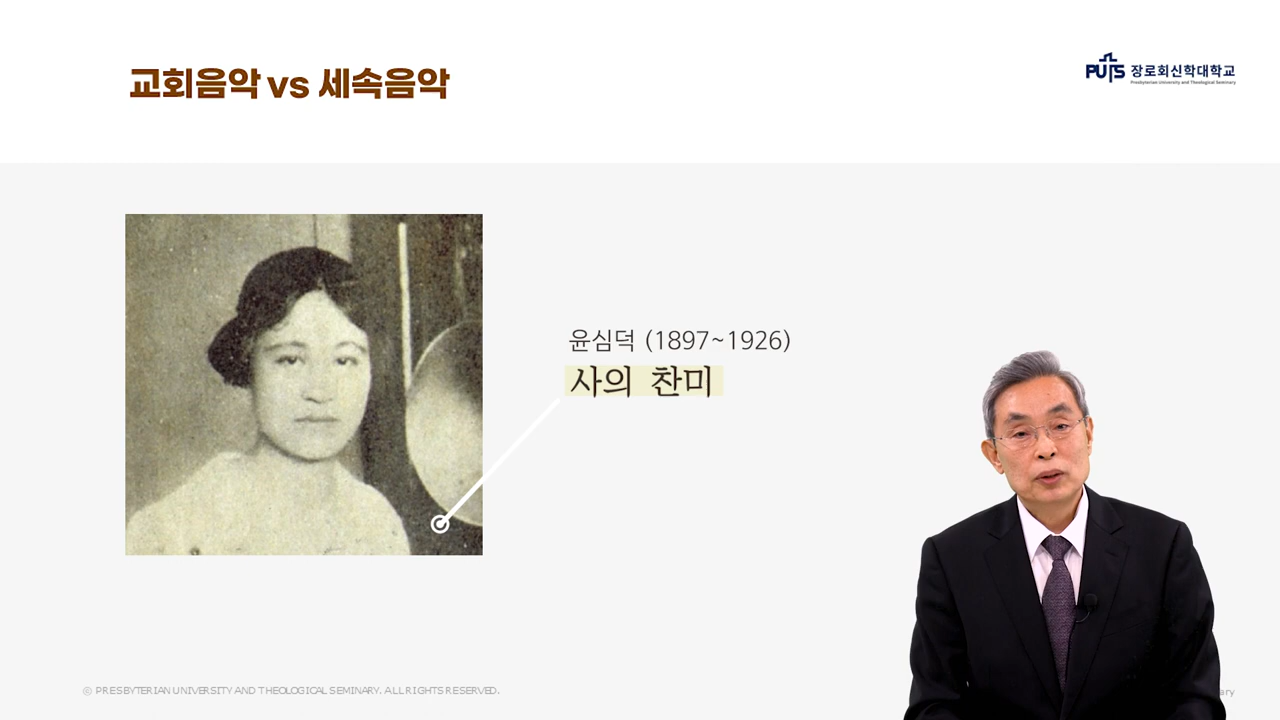 교회음악 vs 세속음악
PUTS 장로회신학대학교
Presbyterian University and Theological Seminary
윤심덕 (1897~1926)
사의 찬미
© PRESBYTERIAN UNIVERSITY AND THEOLOGICAL SEMINARY. ALL RIGHTS RESERVED.